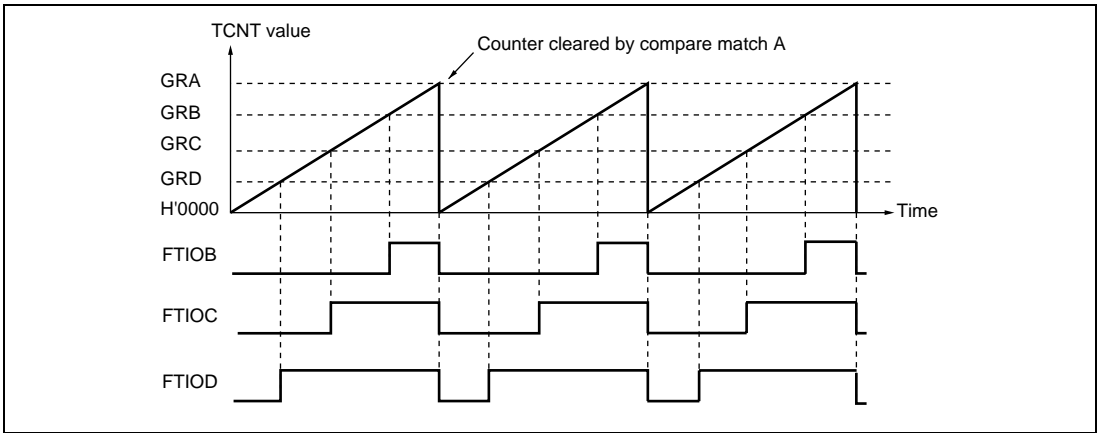 TCNT value
Counter cleared by compare match A
GRA
GRB
GRC
GRD
H'0000
Time
FTIOB
FTIOC
FTIOD